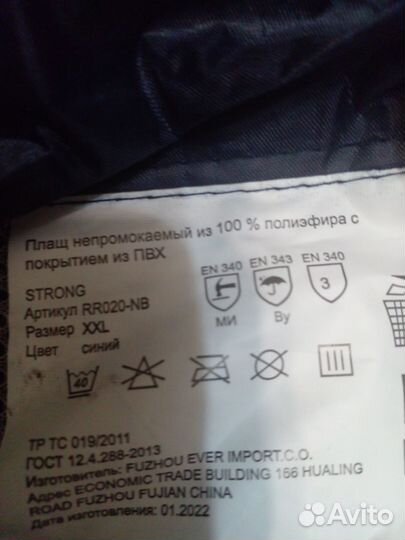 Плащ непромокаемый из 100 % полиэфира с
покрытием из ПВХ
EN 340 EN 343 EN 340
STRONG
Артикул RR020-NB
3
Размер XXL
МИ Ву
Цвет синий
40
ТР ТС 019/2011
ГОСТ 12.4.288-2013
Изготовитель: FUZHOU EVER IMPORT.C.O.
Адрес ECONOMIC TRADE BUILDING 166 HUALING
ROAD FUZHOU FUJIAN CHINA
Дата изготовления: 01.2022
Avito